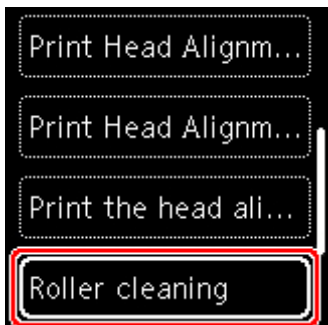 Print Head Alignm...
Print Head Alignm...
Print the head ali...
Roller cleaning